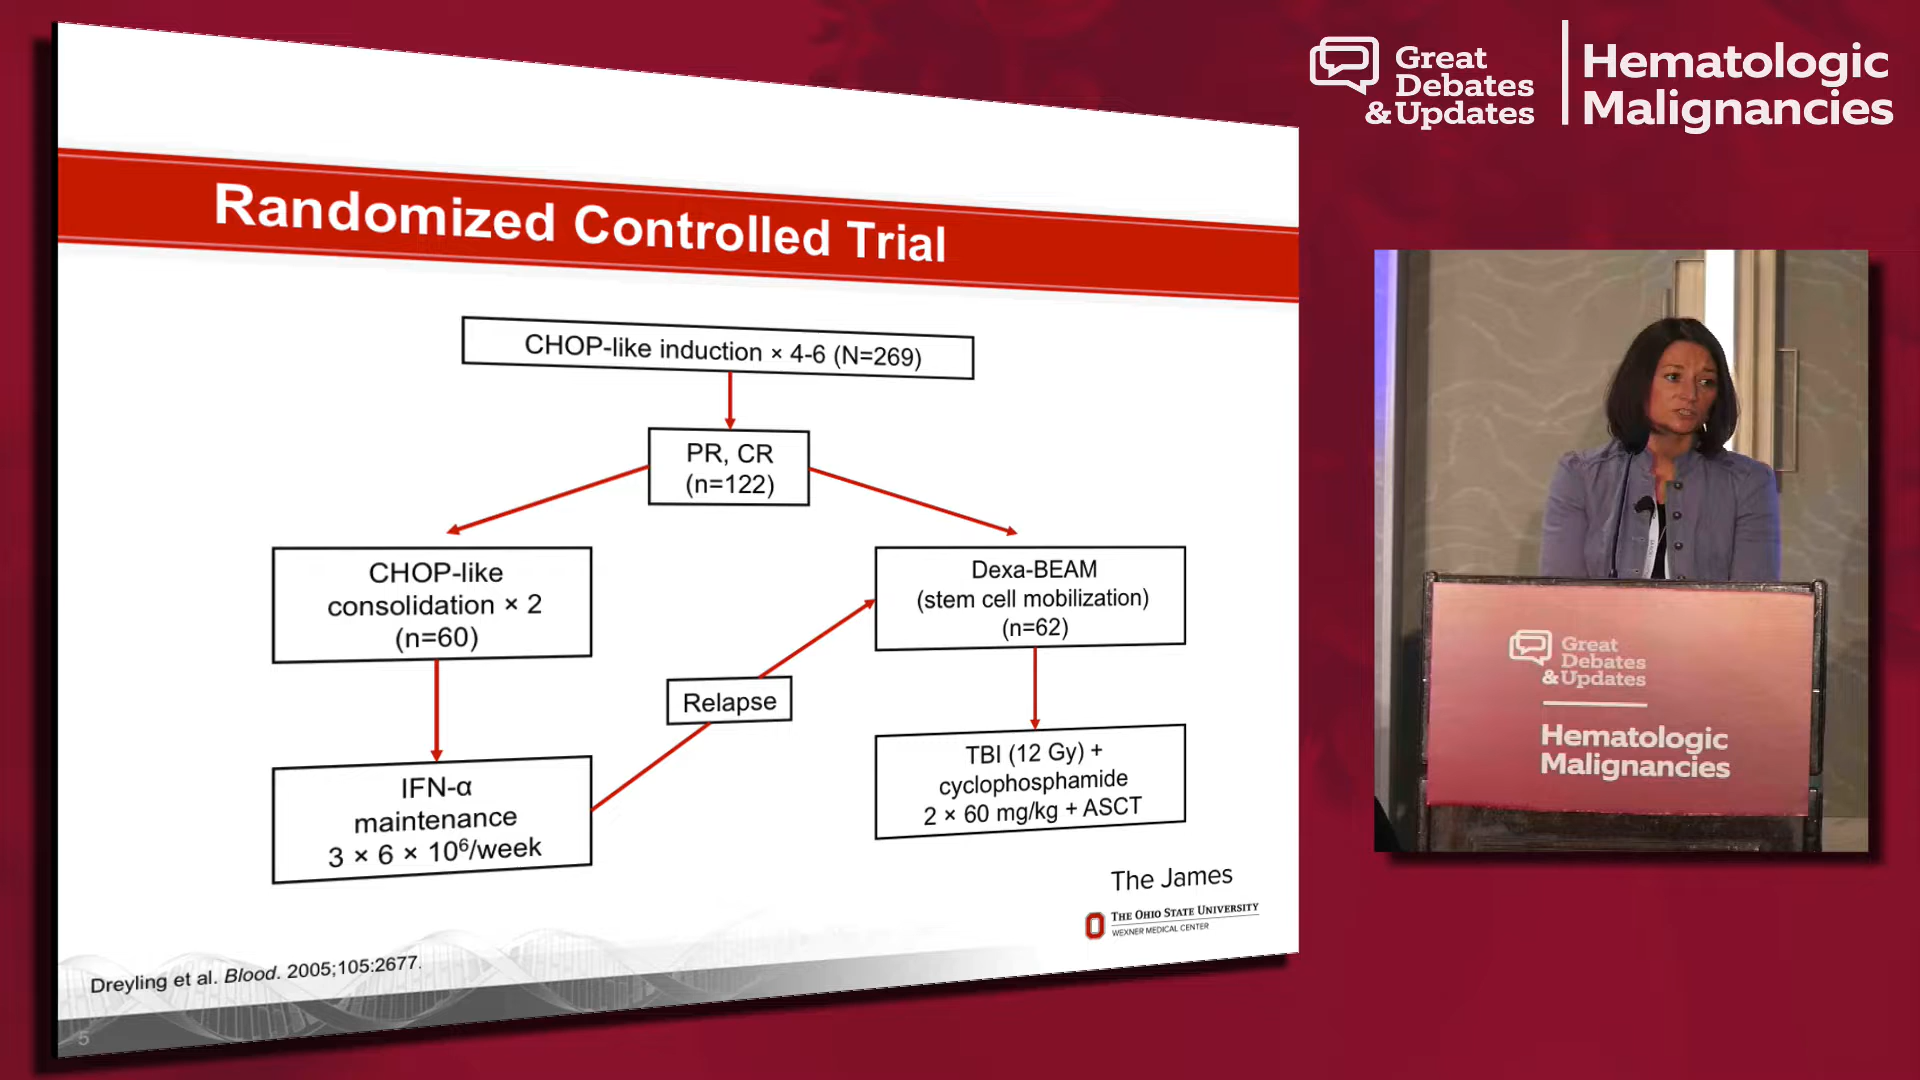 Great
Debates
&Updates
Hematologic
Malignancies
Randomized Controlled Trial
CHOP-like induction × 4-6 (N=269)
PR, CR
(n=122)
CHOP-like
consolidation × 2
(n=60)
Dexa-BEAM
(stem cell mobilization)
(n=62)
Relapse
IFN-α
maintenance
3 × 6 × 10⁶/week
TBI (12 Gy) +
cyclophosphamide
2 × 60 mg/kg + ASCT
The James
THE OHIO STATE UNIVERSITY
WEXNER MEDICAL CENTER
Dreyling et al. Blood. 2005;105:2677.
5
Great
Debates
&Updates
Hematologic
Malignancies